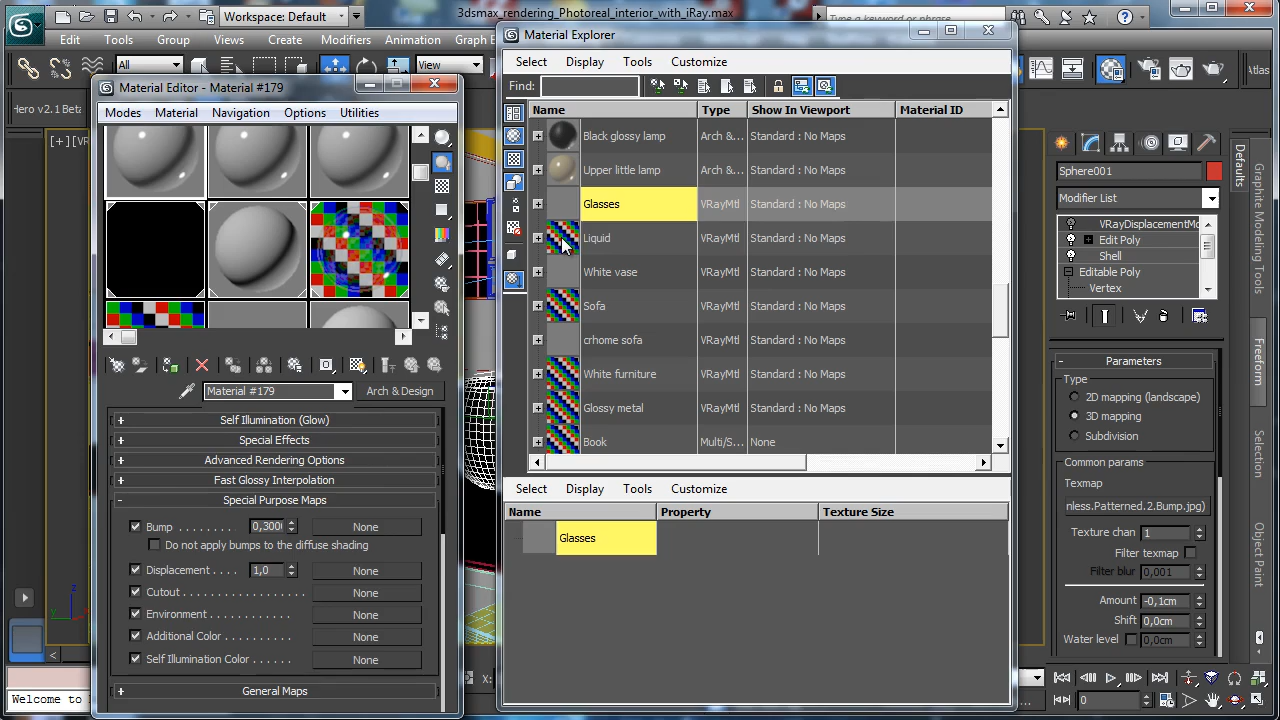 3dsmax_rendering_Photoreal_interior_with_iRay.max
Workspace: Default
Type a keyword or phrase
Edit Tools Group Views Create Modifiers Animation Graph E
All
View
Hero v2.1 Beta
[+][VR
Atlas
Material Editor - Material #179
Modes Material Navigation Options Utilities
Material #179
Arch & Design
+ Self Illumination (Glow)
+ Special Effects
+ Advanced Rendering Options
+ Fast Glossy Interpolation
- Special Purpose Maps
Bump . . . . . . . . 0,300 None
Do not apply bumps to the diffuse shading
Displacement . . . . 1,0 None
Cutout . . . . . . . . . . . . . . . . . . None
Environment . . . . . . . . . . . . . . None
Additional Color . . . . . . . . . . . None
Self Illumination Color . . . . . . None
+ General Maps
Material Explorer
Select Display Tools Customize
Find:
Name Type Show In Viewport Material ID
Black glossy lamp Arch &... Standard : No Maps
Upper little lamp Arch &... Standard : No Maps
Glasses VRayMtl Standard : No Maps
Liquid VRayMtl Standard : No Maps
White vase VRayMtl Standard : No Maps
Sofa VRayMtl Standard : No Maps
crhome sofa VRayMtl Standard : No Maps
White furniture VRayMtl Standard : No Maps
Glossy metal VRayMtl Standard : No Maps
Book Multi/S... None
Select Display Tools Customize
Name Property Texture Size
Glasses
Sphere001
Modifier List
VRayDisplacementMo
Edit Poly
Shell
Editable Poly
Vertex
- Parameters
Type
2D mapping (landscape)
3D mapping
Subdivision
Common params
Texmap
nless.Patterned.2.Bump.jpg)
Texture chan 1
Filter texmap
Filter blur 0,001
Amount -0,1cm
Shift 0,0cm
Water level 0,0cm
Defaults
Freeform
Selection
Object Paint
Graphite Modeling Tools
Welcome to
X:
0